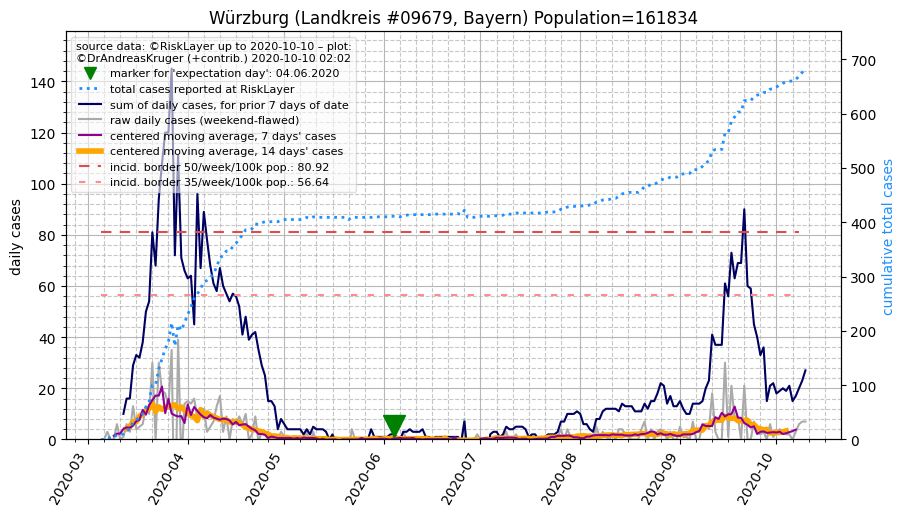 Würzburg (Landkreis #09679, Bayern) Population=161834
source data: ©RiskLayer up to 2020-10-10 – plot:
©DrAndreasKruger (+contrib.) 2020-10-10 02:02
marker for 'expectation day': 04.06.2020
total cases reported at RiskLayer
sum of daily cases, for prior 7 days of date
raw daily cases (weekend-flawed)
centered moving average, 7 days' cases
centered moving average, 14 days' cases
incid. border 50/week/100k pop.: 80.92
incid. border 35/week/100k pop.: 56.64
daily cases
140
120
100
80
60
40
20
0
cumulative total cases
700
600
500
400
300
200
100
0
2020-03
2020-04
2020-05
2020-06
2020-07
2020-08
2020-09
2020-10